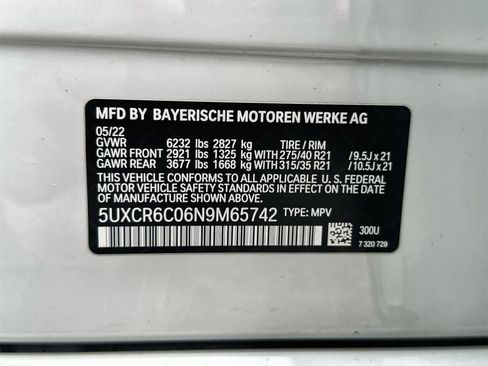 MFD BY BAYERISCHE MOTOREN WERKE AG
05/22
GVWR 6232 lbs 2827 kg TIRE / RIM
GAWR FRONT 2921 lbs 1325 kg WITH 275/40 R21 / 9.5J x 21
GAWR REAR 3677 lbs 1668 kg WITH 315/35 R21 / 10.5J x 21
THIS VEHICLE CONFORMS TO ALL APPLICABLE U.S. FEDERAL
MOTOR VEHICLE SAFETY STANDARDS IN EFFECT ON THE DATE
OF MANUFACTURE SHOWN ABOVE.
5UXCR6C06N9M65742 TYPE: MPV
300U
7 320 729